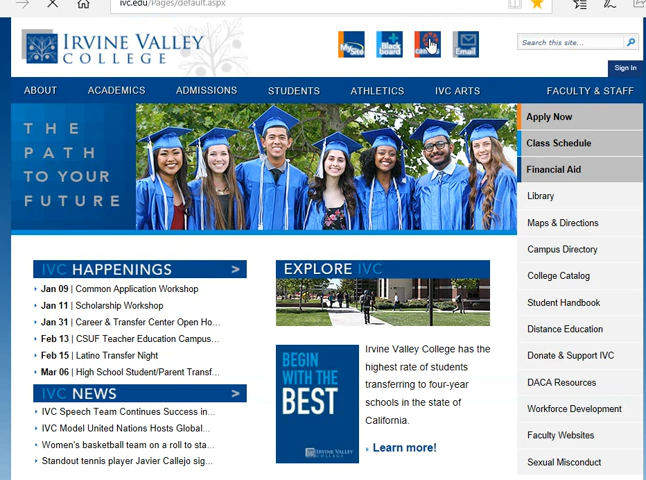 ivc.edu/Pages/default.aspx
IRVINE VALLEY
COLLEGE
MySite
Black board
Email
Search this site...
Sign In
ABOUT ACADEMICS ADMISSIONS STUDENTS ATHLETICS IVC ARTS FACULTY & STAFF
THE
PATH
TO YOUR
FUTURE
Apply Now
Class Schedule
Financial Aid
Library
Maps & Directions
Campus Directory
College Catalog
Student Handbook
Distance Education
Donate & Support IVC
DACA Resources
Workforce Development
Faculty Websites
Sexual Misconduct
IVC HAPPENINGS >
Jan 09 | Common Application Workshop
Jan 11 | Scholarship Workshop
Jan 31 | Career & Transfer Center Open Ho...
Feb 13 | CSUF Teacher Education Campus...
Feb 15 | Latino Transfer Night
Mar 06 | High School Student/Parent Transf...
IVC NEWS >
IVC Speech Team Continues Success in...
IVC Model United Nations Hosts Global...
Women's basketball team on a roll to sta...
Standout tennis player Javier Callejo sig...
EXPLORE IVC
BEGIN
WITH THE
BEST
IRVINE VALLEY
COLLEGE
Irvine Valley College has the
highest rate of students
transferring to four-year
schools in the state of
California.
Learn more!